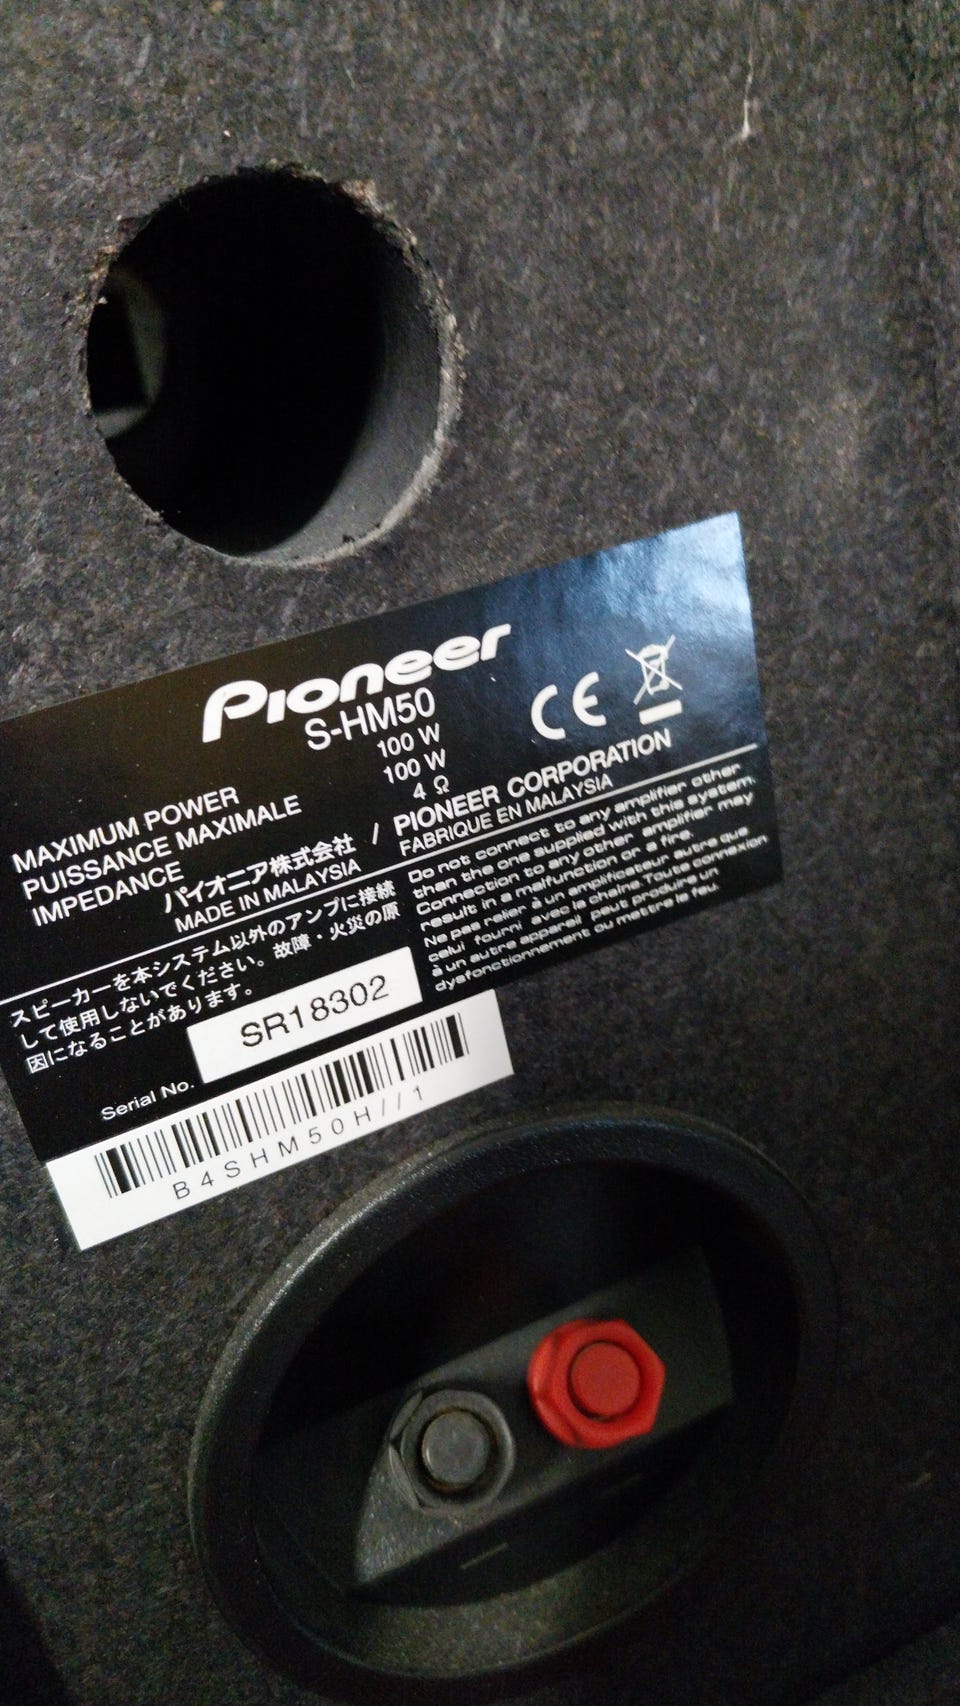 Pioneer
S-HM50
MAXIMUM POWER 100 W
PUISSANCE MAXIMALE 100 W
IMPEDANCE 4 Ω
パイオニア株式会社 / PIONEER CORPORATION
MADE IN MALAYSIA FABRIQUE EN MALAYSIA
CE
スピーカーを本システム以外のアンプに接続
して使用しないでください。故障・火災の原
因になることがあります。
Do not connect to any amplifier other
than the one supplied with this system.
Connection to any other amplifier may
result in a malfunction or a fire.
Ne pas relier à un amplificateur autre que
celui fourni avec la chaîne. Toute connexion
à un autre appareil peut produire un
dysfonctionnement ou mettre le feu.
Serial No. SR18302
B4SHM50H//1